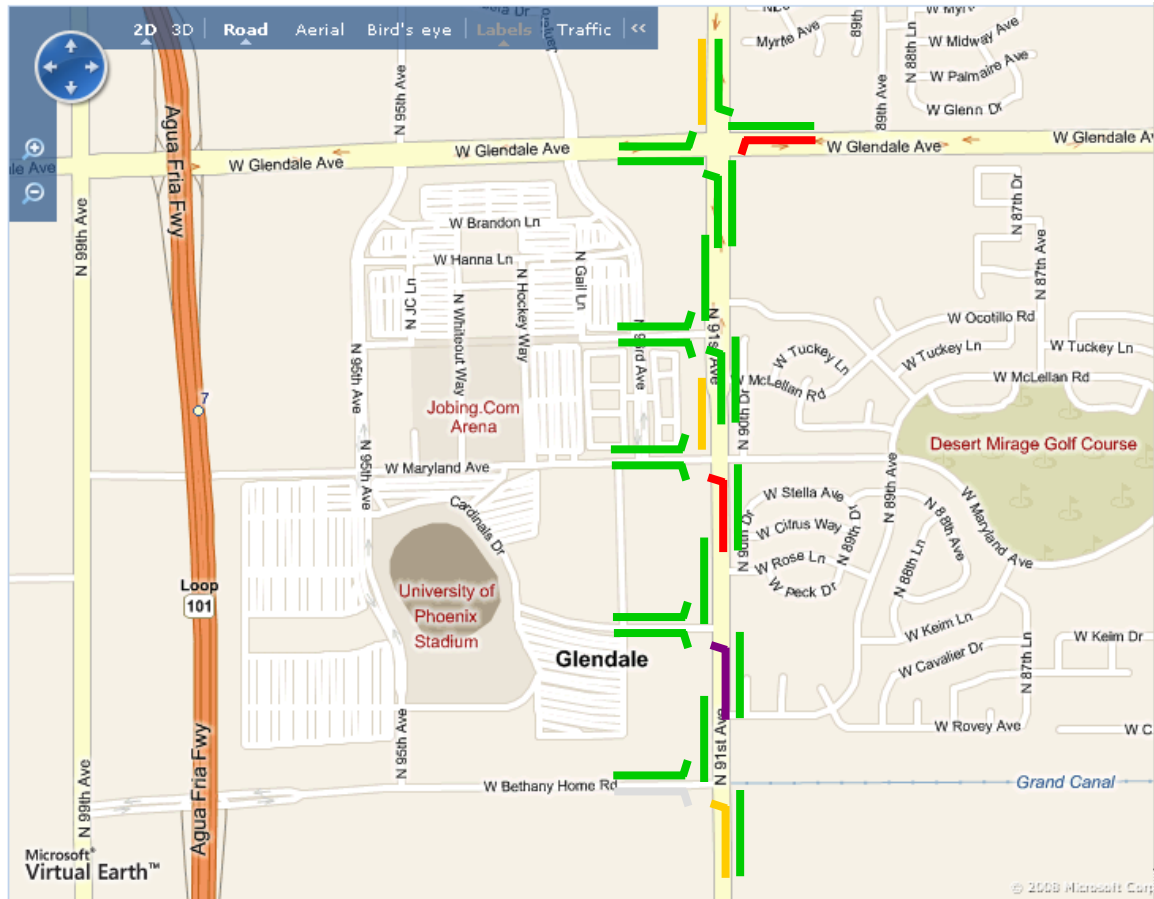 2D 3D Road Aerial Bird's eye Labels Traffic <<
N 95th Ave
Myrtle Ave
89th
N 88th Ln
W Midway Ave
W Palmaire Ave
W Glenn Dr
89th Ave
Agua Fria Fwy
W Glendale Ave
W Glendale Ave
W Glendale Ave
N 99th Ave
W Brandon Ln
W Hanna Ln
N JC Ln
N Whiteout Way
N Hockey Way
N Gail Ln
N 87th Dr
N 87th Ave
N 91st Ave
W Ocotillo Rd
W Tuckey Ln
W Tuckey Ln
W Tuckey Ln
W McLellan Rd
W McLellan Rd
N 95th Ave
N 90th Dr
7
Jobing.Com
Arena
Desert Mirage Golf Course
N 95th Ave
W Maryland Ave
Cardinals Dr
N 89th Ave
W Stella Ave
W Citrus Way
N 89th D
W Rose Ln
W Peck Dr
N 90th Dr
N 88th Ave
N 88th Ln
W Maryland Ave
Loop
101
University of
Phoenix
Stadium
Glendale
W Keim Ln
W Keim Dr
W Cavalier Dr
N 87th Ln
W Rovey Ave
W C
N 91st Ave
N 95th Ave
Agua Fria Fwy
N 99th Ave
W Bethany Home Rd
Grand Canal
Microsoft®
Virtual Earth™
© 2008 Microsoft Corp